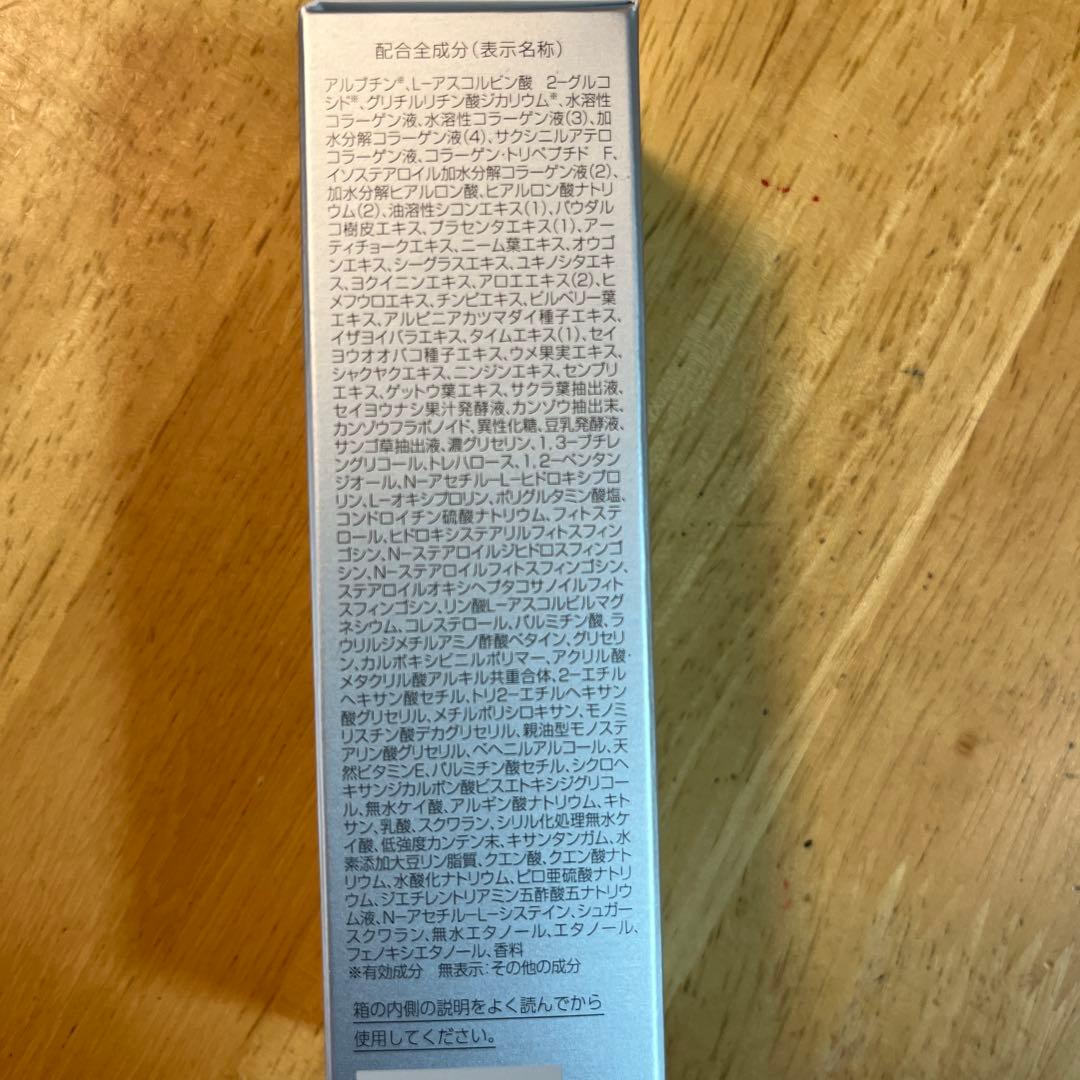 配合全成分(表示名称)
アルブチン※、L−アスコルビン酸 2−グルコ
シド※、グリチルリチン酸ジカリウム※、水溶性
コラーゲン液、水溶性コラーゲン液(3)、加
水分解コラーゲン液(4)、サクシニルアテロ
コラーゲン液、コラーゲン・トリペプチド F、
イソステアロイル加水分解コラーゲン液(2)、
加水分解ヒアルロン酸、ヒアルロン酸ナトリ
ウム(2)、油溶性シコンエキス(1)、パウダル
コ樹皮エキス、プラセンタエキス(1)、アー
ティチョークエキス、ニーム葉エキス、オウゴ
ンエキス、シーグラスエキス、ユキノシタエキ
ス、ヨクイニンエキス、アロエエキス(2)、ヒ
メフウロエキス、チンピエキス、ビルベリー葉
エキス、アルピニアカツマダイ種子エキス、
イザヨイバラエキス、タイムエキス(1)、セイ
ヨウオオバコ種子エキス、ウメ果実エキス、
シャクヤクエキス、ニンジンエキス、センブリ
エキス、ゲットウ葉エキス、サクラ葉抽出液、
セイヨウナシ果汁発酵液、カンゾウ抽出末、
カンゾウフラボノイド、異性化糖、豆乳発酵液、
サンゴ草抽出液、濃グリセリン、1,3−ブチレ
ングリコール、トレハロース、1,2−ペンタン
ジオール、N−アセチル−L−ヒドロキシプロ
リン、L−オキシプロリン、ポリグルタミン酸塩、
コンドロイチン硫酸ナトリウム、フィトステ
ロール、ヒドロキシステアリルフィトスフィン
ゴシン、N−ステアロイルジヒドロスフィンゴ
シン、N−ステアロイルフィトスフィンゴシン、
ステアロイルオキシヘプタコサノイルフィト
スフィンゴシン、リン酸L−アスコルビルマグ
ネシウム、コレステロール、パルミチン酸、ラ
ウリルジメチルアミノ酢酸ベタイン、グリセリ
ン、カルボキシビニルポリマー、アクリル酸・
メタクリル酸アルキル共重合体、2−エチル
ヘキサン酸セチル、トリ2−エチルヘキサン
酸グリセリル、メチルポリシロキサン、モノミ
リスチン酸デカグリセリル、親油型モノステ
アリン酸グリセリル、ベヘニルアルコール、天
然ビタミンE、パルミチン酸セチル、シクロヘ
キサンジカルボン酸ビスエトキシジグリコー
ル、無水ケイ酸、アルギン酸ナトリウム、キト
サン、乳酸、スクワラン、シリル化処理無水ケ
イ酸、低強度カンテン末、キサンタンガム、水
素添加大豆リン脂質、クエン酸、クエン酸ナト
リウム、水酸化ナトリウム、ピロ亜硫酸ナトリ
ウム、ジエチレントリアミン五酢酸五ナトリウ
ム液、N−アセチル−L−システイン、シュガー
スクワラン、無水エタノール、エタノール、
フェノキシエタノール、香料
※有効成分 無表示:その他の成分
箱の内側の説明をよく読んでから
使用してください。